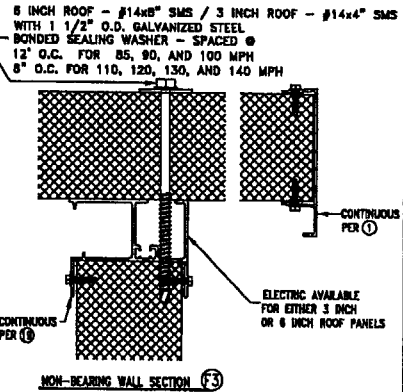 6 INCH ROOF - #14x8" SMS / 3 INCH ROOF - #14x4" SMS
WITH 1 1/2" O.D. GALVANIZED STEEL
BONDED SEALING WASHER - SPACED @
12" O.C. FOR 85, 90, AND 100 MPH
8" O.C. FOR 110, 120, 130, AND 140 MPH
CONTINUOUS
PER 1
ELECTRIC AVAILABLE
FOR EITHER 3 INCH
OR 6 INCH ROOF PANELS
CONTINUOUS
PER
NON-BEARING WALL SECTION F3